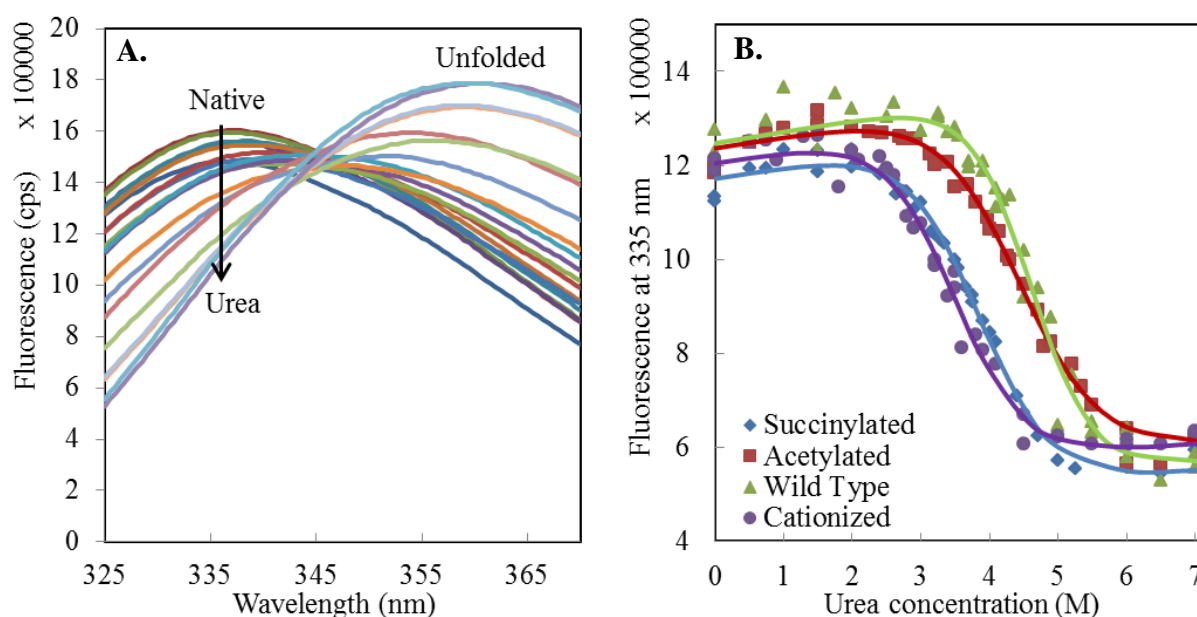 A.
Native
Unfolded
Urea
Fluorescence (cps)
x 100000
20
18
16
14
12
10
8
6
4
2
0
325
335
345
355
365
Wavelength (nm)
B.
Fluorescence at 335 nm
x 100000
14
12
10
8
6
4
Succinylated
Acetylated
Wild Type
Cationized
0
1
2
3
4
5
6
7
Urea concentration (M)